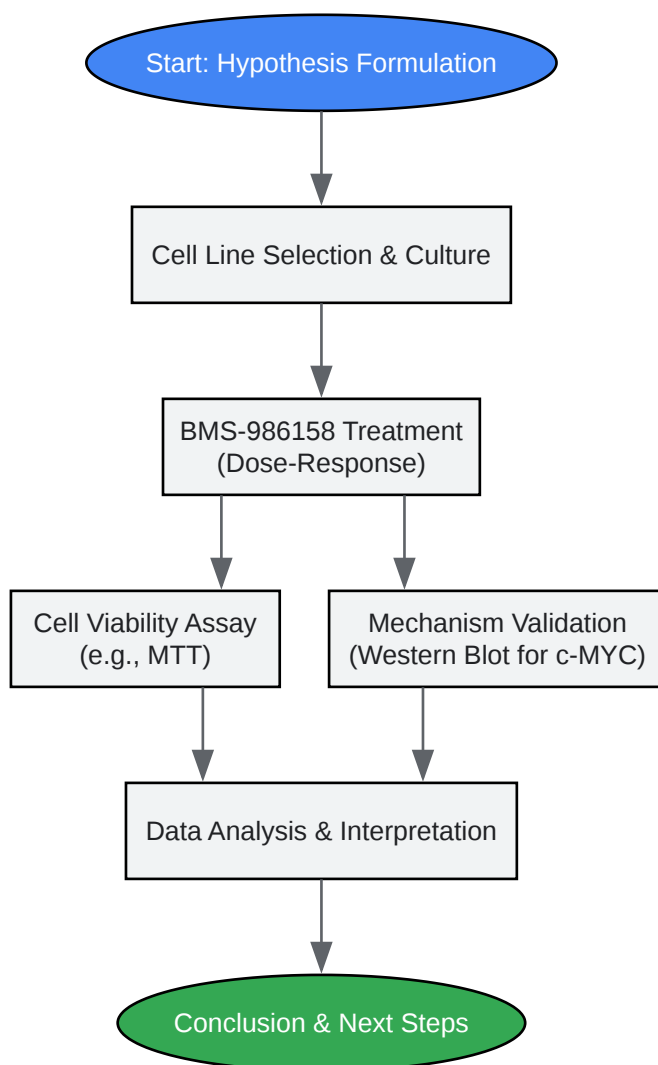 Start: Hypothesis Formulation
Cell Line Selection & Culture
BMS-986158 Treatment
(Dose-Response)
Cell Viability Assay
(e.g., MTT)
Mechanism Validation
(Western Blot for c-MYC)
Data Analysis & Interpretation
Conclusion & Next Steps